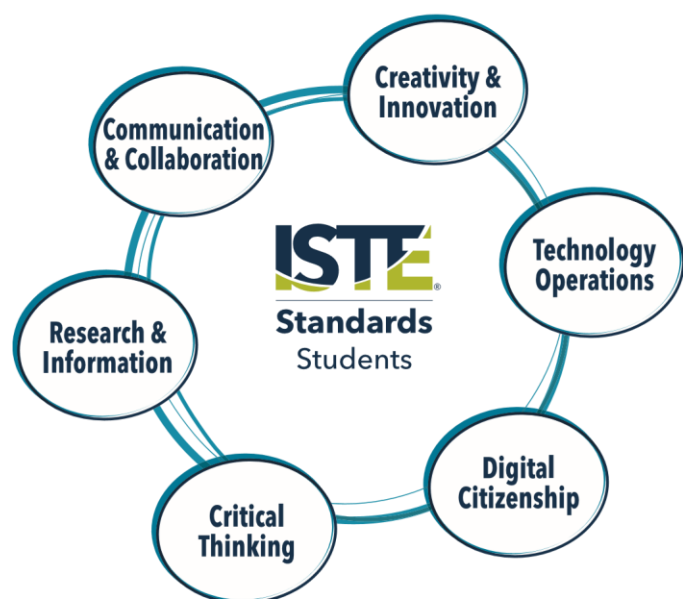 Creativity &
Innovation
Communication
& Collaboration
Technology
Operations
ISTE®
Standards
Students
Research &
Information
Digital
Citizenship
Critical
Thinking